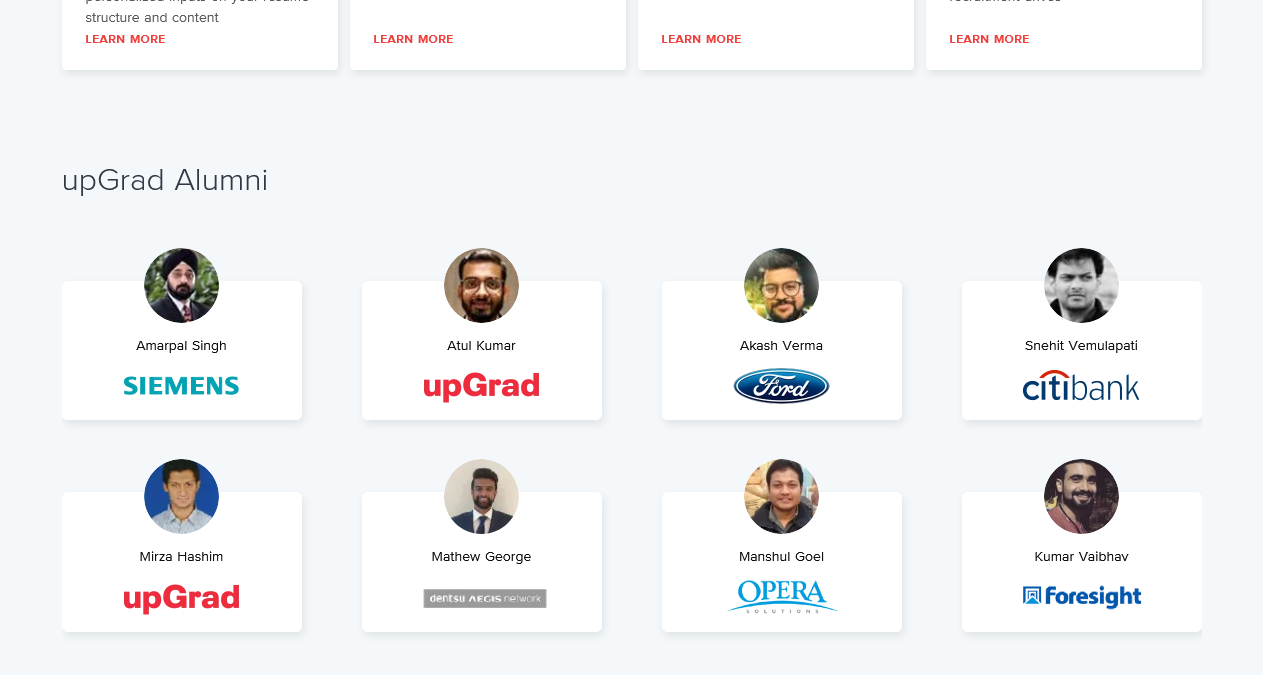 structure and content
LEARN MORE
LEARN MORE
LEARN MORE
LEARN MORE
upGrad Alumni
Amarpal Singh
Atul Kumar
Akash Verma
Snehit Vemulapati
SIEMENS
upGrad
Ford
citibank
Mirza Hashim
Mathew George
Manshul Goel
Kumar Vaibhav
upGrad
dentsu AEGIS network
OPERA
SOLUTIONS
Foresight